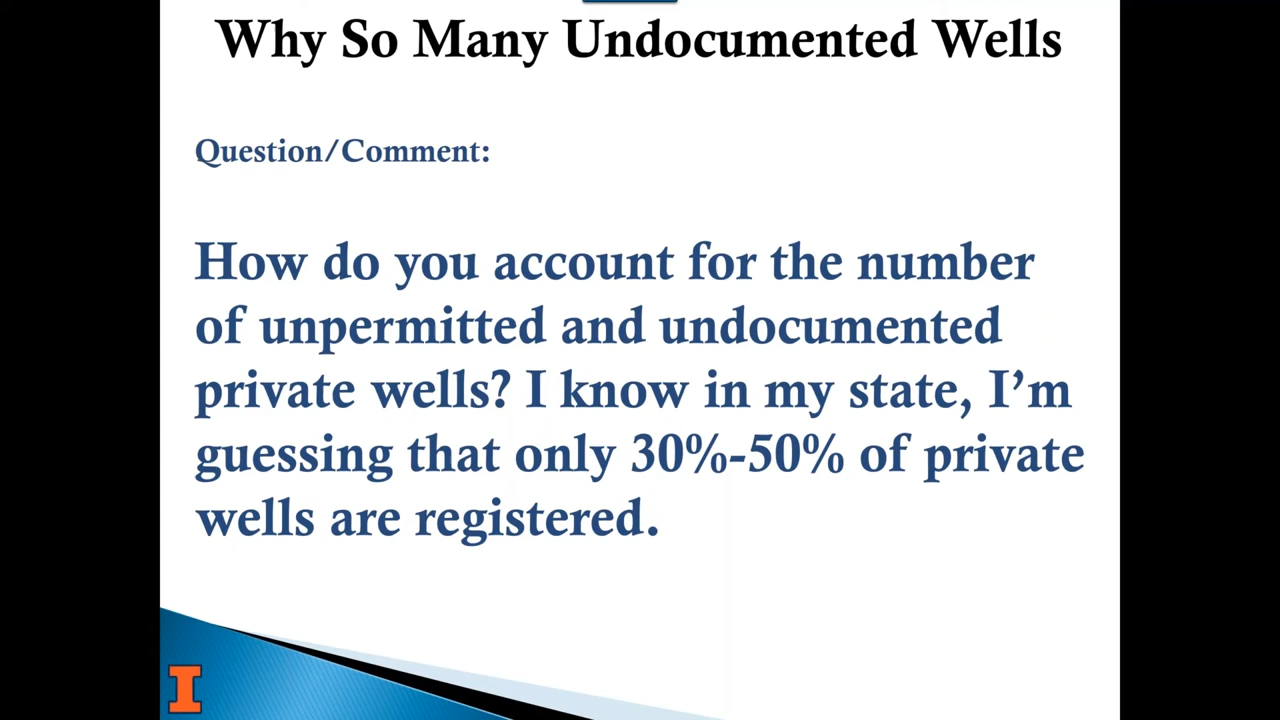 Why So Many Undocumented Wells
Question/Comment:
How do you account for the number
of unpermitted and undocumented
private wells? I know in my state, I’m
guessing that only 30%-50% of private
wells are registered.
I